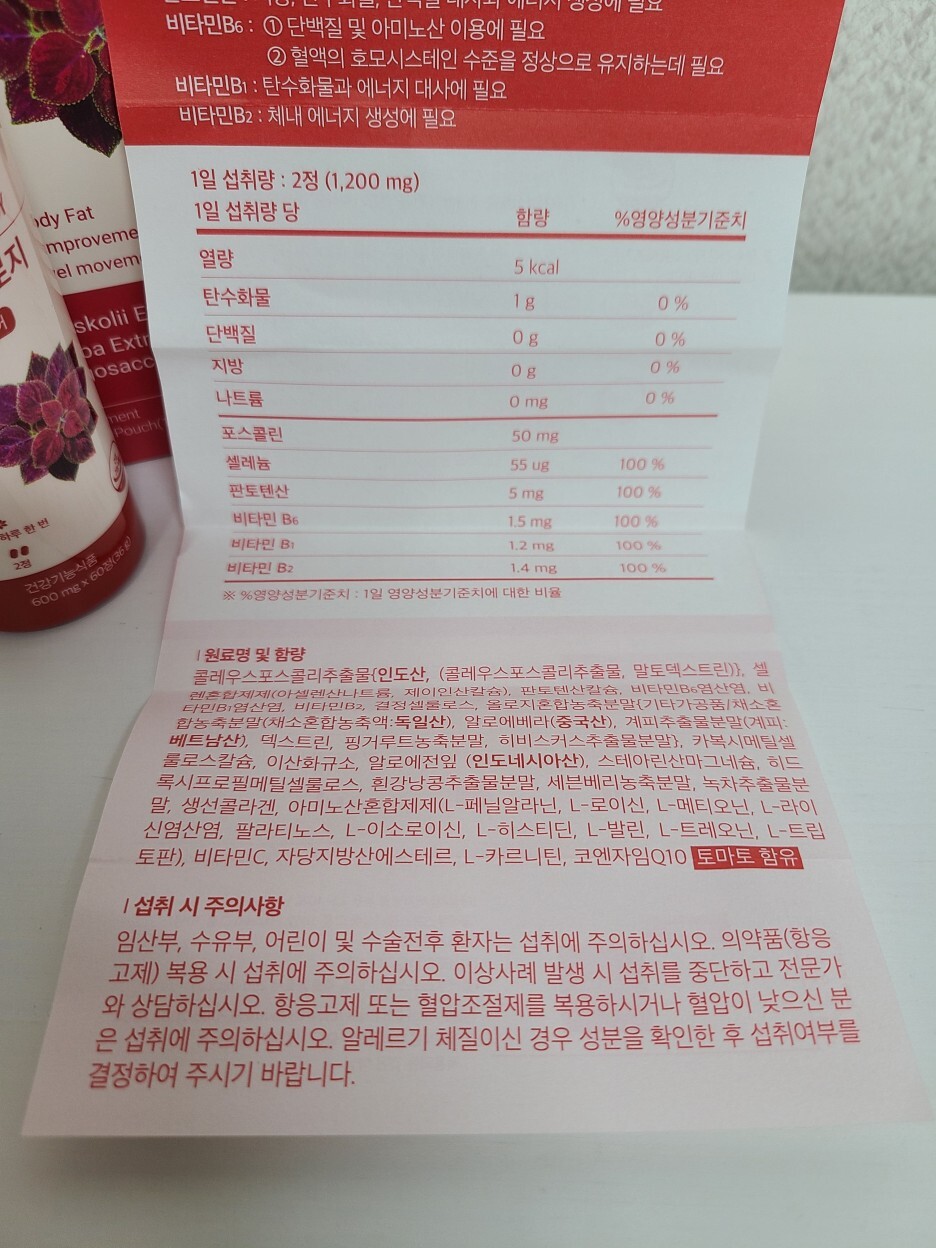 비타민B6 : ① 단백질 및 아미노산 이용에 필요
② 혈액의 호모시스테인 수준을 정상으로 유지하는데 필요
비타민B1 : 탄수화물과 에너지 대사에 필요
비타민B2 : 체내 에너지 생성에 필요
1일 섭취량 : 2정 (1,200 mg)
1일 섭취량 당 함량 %영양성분기준치
열량 5 kcal
탄수화물 1 g 0 %
단백질 0 g 0 %
지방 0 g 0 %
나트륨 0 mg 0 %
포스콜린 50 mg
셀레늄 55 ug 100 %
판토텐산 5 mg 100 %
비타민 B6 1.5 mg 100 %
비타민 B1 1.2 mg 100 %
비타민 B2 1.4 mg 100 %
※ %영양성분기준치 : 1일 영양성분기준치에 대한 비율
원료명 및 함량
콜레우스포스콜리추출물{인도산, (콜레우스포스콜리추출물, 말토덱스트린)}, 셀
렌혼합제제(아셀렌산나트륨, 제이인산칼슘), 판토텐산칼슘, 비타민B6염산염, 비
타민B1염산염, 비타민B2, 결정셀룰로스, 올로지혼합농축분말{기타가공품/채소혼
합농축분말(채소혼합농축액:독일산), 알로에베라(중국산), 계피추출물분말(계피:
베트남산), 덱스트린, 핑거루트농축분말, 히비스커스추출물분말}, 카복시메틸셀
룰로스칼슘, 이산화규소, 알로에전잎 (인도네시아산), 스테아린산마그네슘, 히드
록시프로필메틸셀룰로스, 흰강낭콩추출물분말, 세븐베리농축분말, 녹차추출물분
말, 생선콜라겐, 아미노산혼합제제(L-페닐알라닌, L-로이신, L-메티오닌, L-라이
신염산염, 팔라티노스, L-이소로이신, L-히스티딘, L-발린, L-트레오닌, L-트립
토판), 비타민C, 자당지방산에스테르, L-카르니틴, 코엔자임Q10 토마토 함유
섭취 시 주의사항
임산부, 수유부, 어린이 및 수술전후 환자는 섭취에 주의하십시오. 의약품(항응
고제) 복용 시 섭취에 주의하십시오. 이상사례 발생 시 섭취를 중단하고 전문가
와 상담하십시오. 항응고제 또는 혈압조절제를 복용하시거나 혈압이 낮으신 분
은 섭취에 주의하십시오. 알레르기 체질이신 경우 성분을 확인한 후 섭취여부를
결정하여 주시기 바랍니다.
ody Fat
mproveme
el movem
skolii E
oa Extr
osacc
ment
Pouch(
하루 한 번
2정
건강기능식품
600 mg x 60정(36 g)